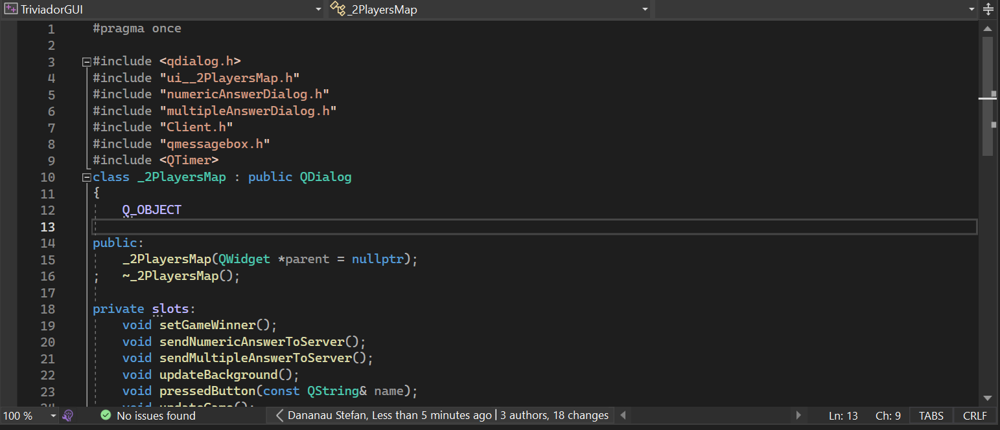 TriviadorGUI
_2PlayersMap
1 #pragma once
2
3 #include <qdialog.h>
4 #include "ui__2PlayersMap.h"
5 #include "numericAnswerDialog.h"
6 #include "multipleAnswerDialog.h"
7 #include "Client.h"
8 #include "qmessagebox.h"
9 #include <QTimer>
10 class _2PlayersMap : public QDialog
11 {
12     Q_OBJECT
13
14 public:
15     _2PlayersMap(QWidget *parent = nullptr);
16 ;   ~_2PlayersMap();
17
18 private slots:
19     void setGameWinner();
20     void sendNumericAnswerToServer();
21     void sendMultipleAnswerToServer();
22     void updateBackground();
23     void pressedButton(const QString& name);
24     void updateGame();
100 % No issues found Dananau Stefan, Less than 5 minutes ago | 3 authors, 18 changes Ln: 13 Ch: 9 TABS CRLF